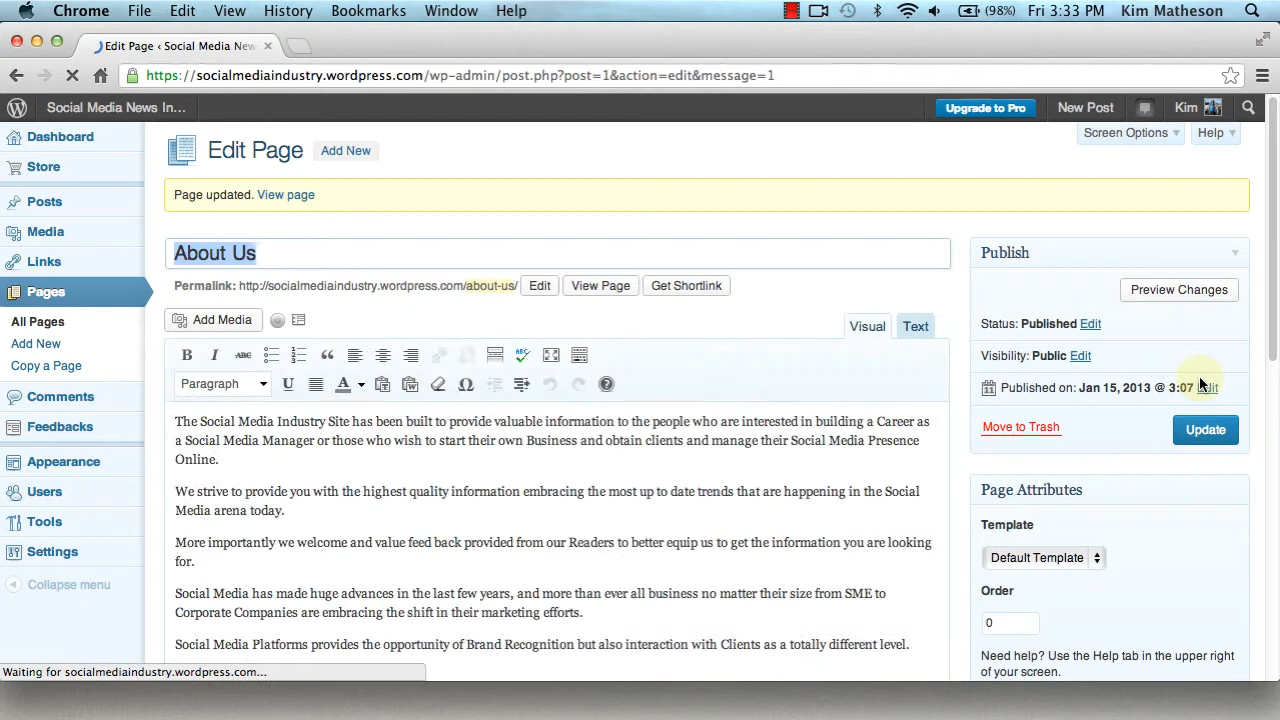 Chrome File Edit View History Bookmarks Window Help (98%) Fri 3:33 PM Kim Matheson
Edit Page ‹ Social Media New
https://socialmediaindustry.wordpress.com/wp-admin/post.php?post=1&action=edit&message=1
Social Media News In... Upgrade to Pro New Post Kim
Dashboard
Store
Posts
Media
Links
Pages
All Pages
Add New
Copy a Page
Comments
Feedbacks
Appearance
Users
Tools
Settings
Collapse menu
Screen Options Help
Edit Page Add New
Page updated. View page
About Us
Permalink: http://socialmediaindustry.wordpress.com/about-us/ Edit View Page Get Shortlink
Add Media Visual Text
B I ABC ABC
Paragraph U A
The Social Media Industry Site has been built to provide valuable information to the people who are interested in building a Career as
a Social Media Manager or those who wish to start their own Business and obtain clients and manage their Social Media Presence
Online.
We strive to provide you with the highest quality information embracing the most up to date trends that are happening in the Social
Media arena today.
More importantly we welcome and value feed back provided from our Readers to better equip us to get the information you are looking
for.
Social Media has made huge advances in the last few years, and more than ever all business no matter their size from SME to
Corporate Companies are embracing the shift in their marketing efforts.
Social Media Platforms provides the opportunity of Brand Recognition but also interaction with Clients as a totally different level.
Publish
Preview Changes
Status: Published Edit
Visibility: Public Edit
Published on: Jan 15, 2013 @ 3:07 Edit
Move to Trash Update
Page Attributes
Template
Default Template
Order
0
Need help? Use the Help tab in the upper right
of your screen.
Waiting for socialmediaindustry.wordpress.com...